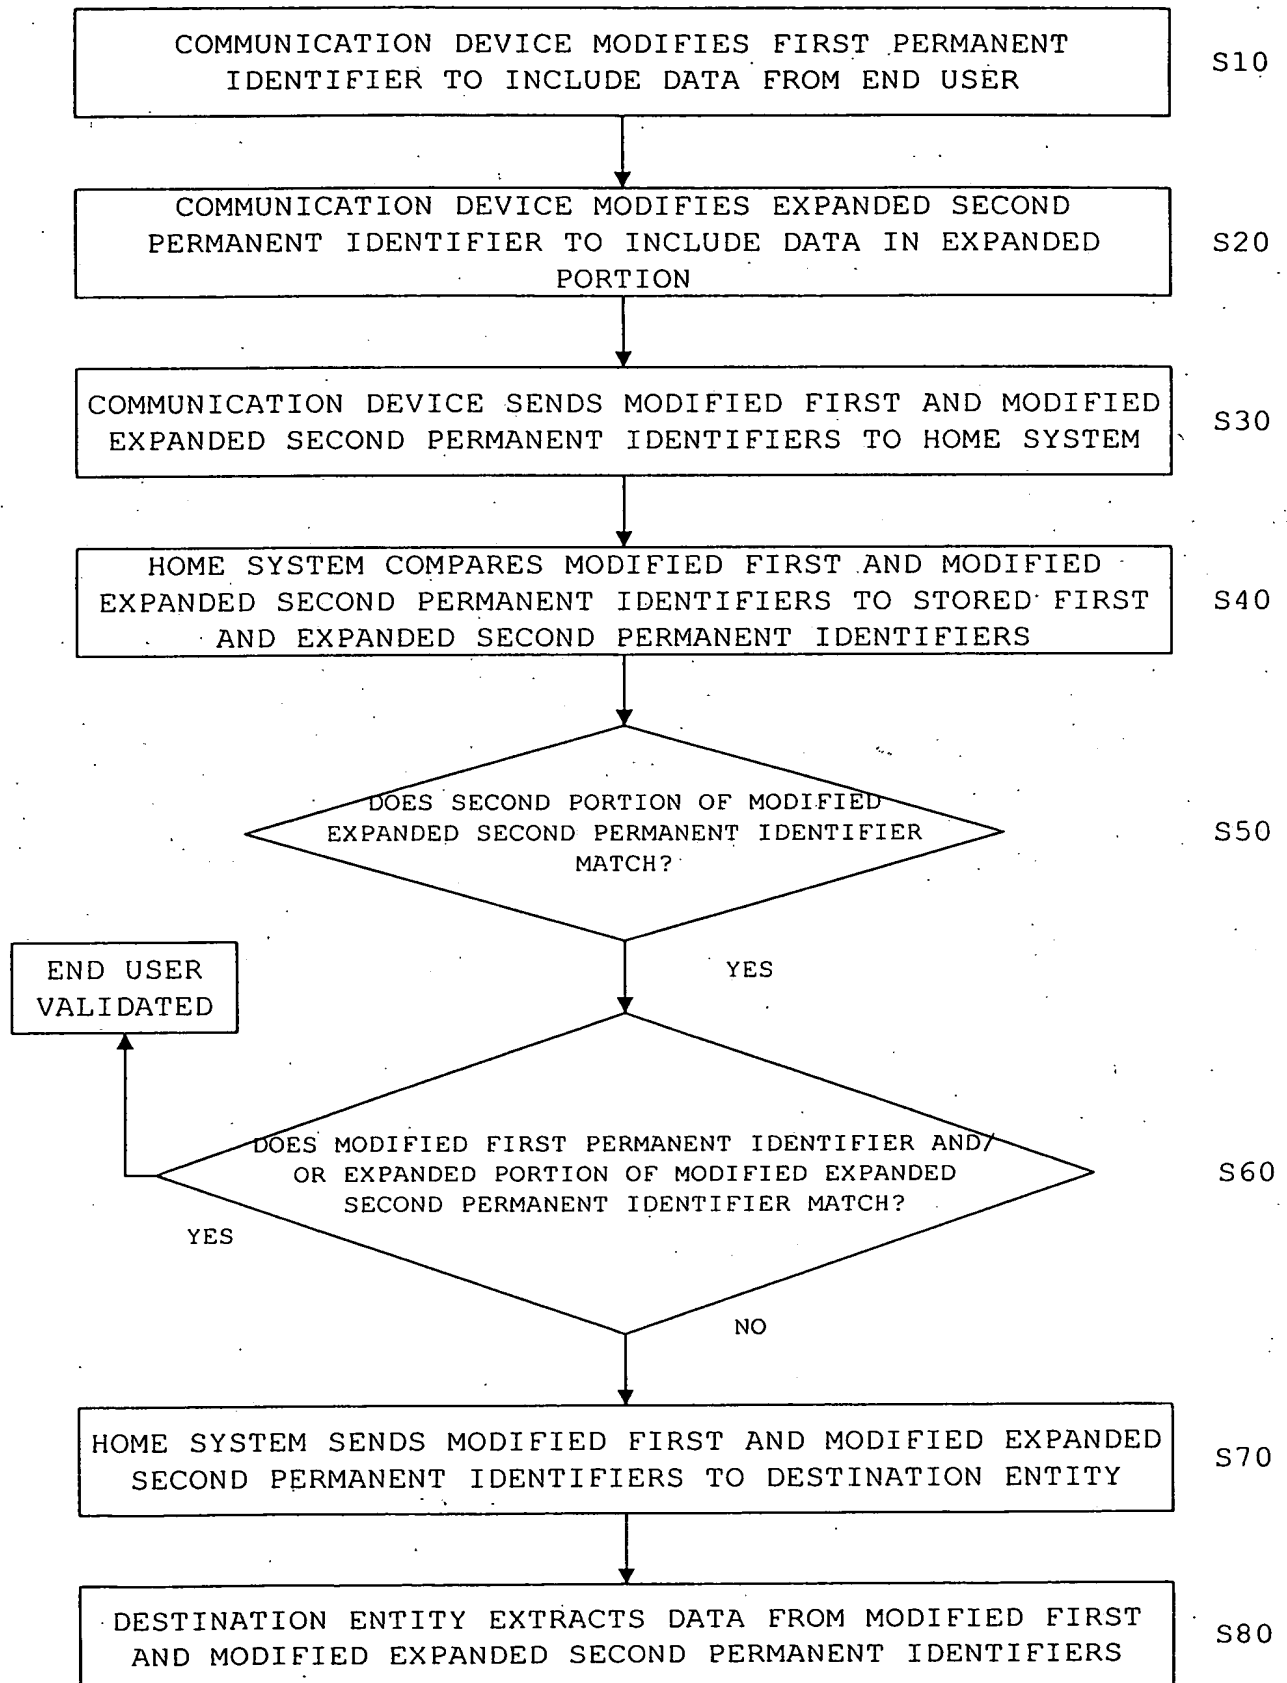 COMMUNICATION DEVICE MODIFIES FIRST PERMANENT
IDENTIFIER TO INCLUDE DATA FROM END USER
S10
COMMUNICATION DEVICE MODIFIES EXPANDED SECOND
PERMANENT IDENTIFIER TO INCLUDE DATA IN EXPANDED
PORTION
S20
COMMUNICATION DEVICE SENDS MODIFIED FIRST AND MODIFIED
EXPANDED SECOND PERMANENT IDENTIFIERS TO HOME SYSTEM
S30
HOME SYSTEM COMPARES MODIFIED FIRST AND MODIFIED
EXPANDED SECOND PERMANENT IDENTIFIERS TO STORED FIRST
AND EXPANDED SECOND PERMANENT IDENTIFIERS
S40
DOES SECOND PORTION OF MODIFIED
EXPANDED SECOND PERMANENT IDENTIFIER
MATCH?
S50
YES
END USER
VALIDATED
DOES MODIFIED FIRST PERMANENT IDENTIFIER AND/
OR EXPANDED PORTION OF MODIFIED EXPANDED
SECOND PERMANENT IDENTIFIER MATCH?
S60
YES
NO
HOME SYSTEM SENDS MODIFIED FIRST AND MODIFIED EXPANDED
SECOND PERMANENT IDENTIFIERS TO DESTINATION ENTITY
S70
DESTINATION ENTITY EXTRACTS DATA FROM MODIFIED FIRST
AND MODIFIED EXPANDED SECOND PERMANENT IDENTIFIERS
S80